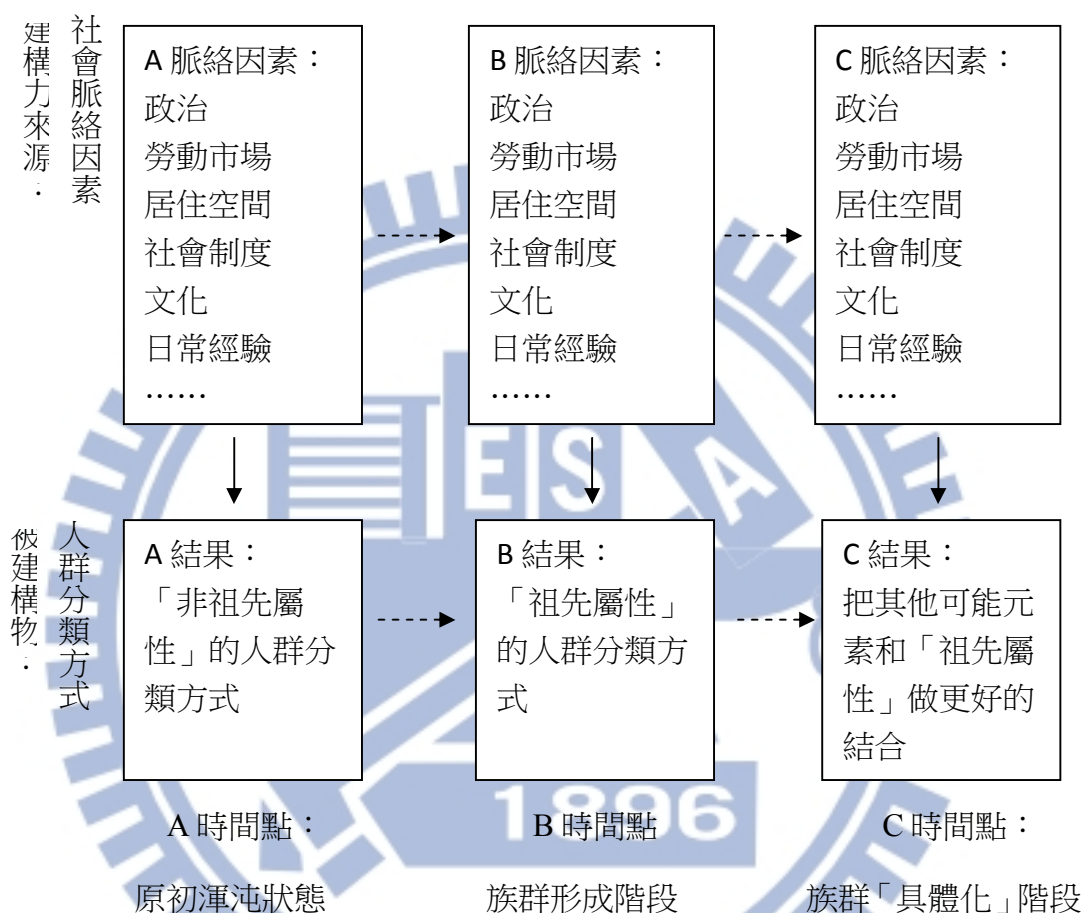 社會脈絡因素
建構力來源：
A 脈絡因素：
政治
勞動市場
居住空間
社會制度
文化
日常經驗
……
B 脈絡因素：
政治
勞動市場
居住空間
社會制度
文化
日常經驗
……
C 脈絡因素：
政治
勞動市場
居住空間
社會制度
文化
日常經驗
……
人群分類方式
被建構物：
A 結果：
「非祖先屬
性」的人群分
類方式
B 結果：
「祖先屬性」
的人群分類方
式
C 結果：
把其他可能元
素和「祖先屬
性」做更好的
結合
A 時間點：
原初渾沌狀態
B 時間點
族群形成階段
C 時間點：
族群「具體化」階段
ESA
1896